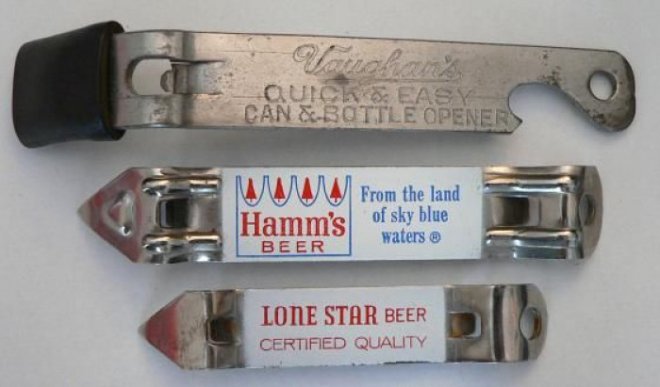 Vaughan's
QUICK & EASY
CAN & BOTTLE OPENER
Hamm's
BEER
From the land
of sky blue
waters ®
LONE STAR BEER
CERTIFIED QUALITY